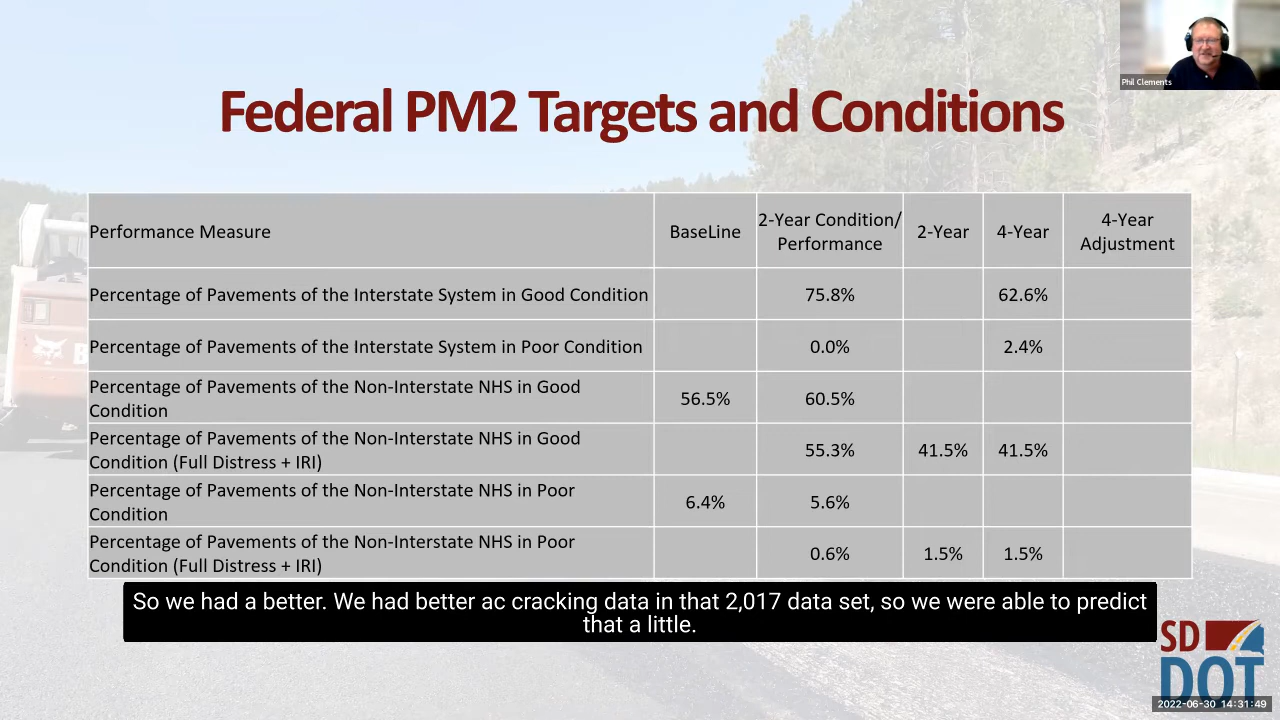 Phil Clements
Federal PM2 Targets and Conditions
Performance Measure
BaseLine
2-Year Condition/
Performance
2-Year
4-Year
4-Year
Adjustment
Percentage of Pavements of the Interstate System in Good Condition
75.8%
62.6%
Percentage of Pavements of the Interstate System in Poor Condition
0.0%
2.4%
Percentage of Pavements of the Non-Interstate NHS in Good
Condition
56.5%
60.5%
Percentage of Pavements of the Non-Interstate NHS in Good
Condition (Full Distress + IRI)
55.3%
41.5%
41.5%
Percentage of Pavements of the Non-Interstate NHS in Poor
Condition
6.4%
5.6%
Percentage of Pavements of the Non-Interstate NHS in Poor
Condition (Full Distress + IRI)
0.6%
1.5%
1.5%
So we had a better. We had better ac cracking data in that 2,017 data set, so we were able to predict
that a little.
SD
DOT
2022-06-30 14:31:49